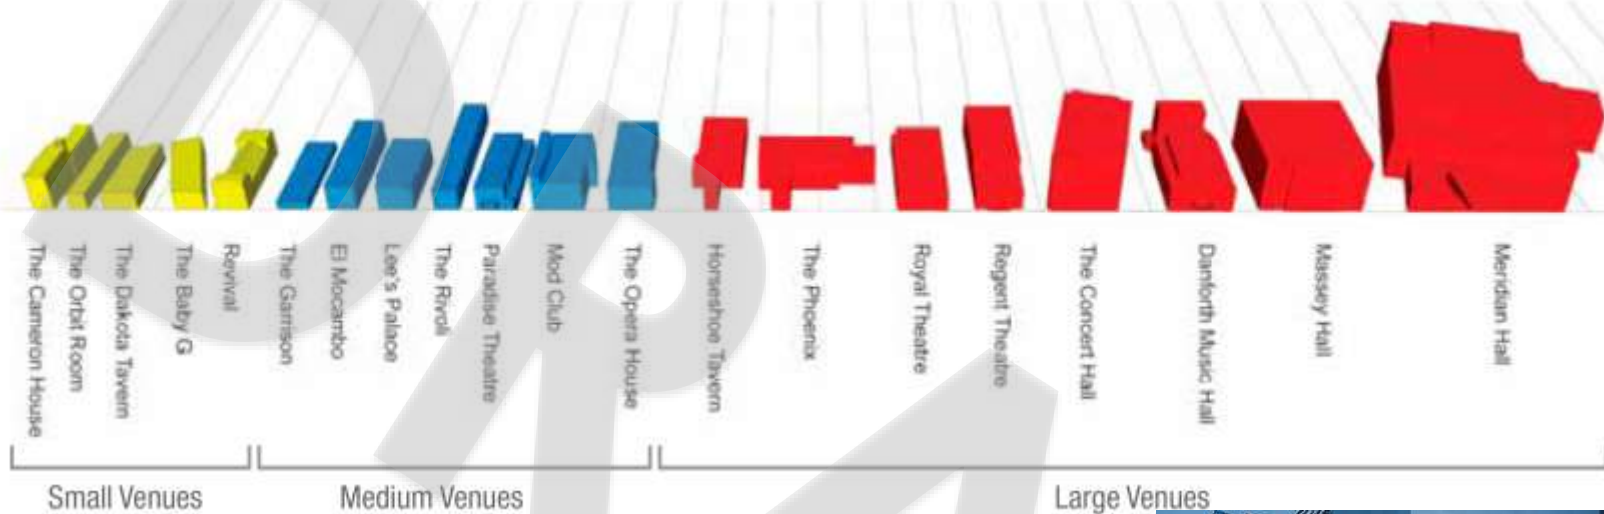 The Cameron House
The Orbit Room
The Dakota Tavern
The Baby G
Revival
The Garrison
El Mocambo
Lee's Palace
The Rivoli
Paradise Theatre
Mod Club
The Opera House
Horseshoe Tavern
The Phoenix
Royal Theatre
Regent Theatre
The Concert Hall
Danforth Music Hall
Massey Hall
Meridian Hall
Small Venues
Medium Venues
Large Venues